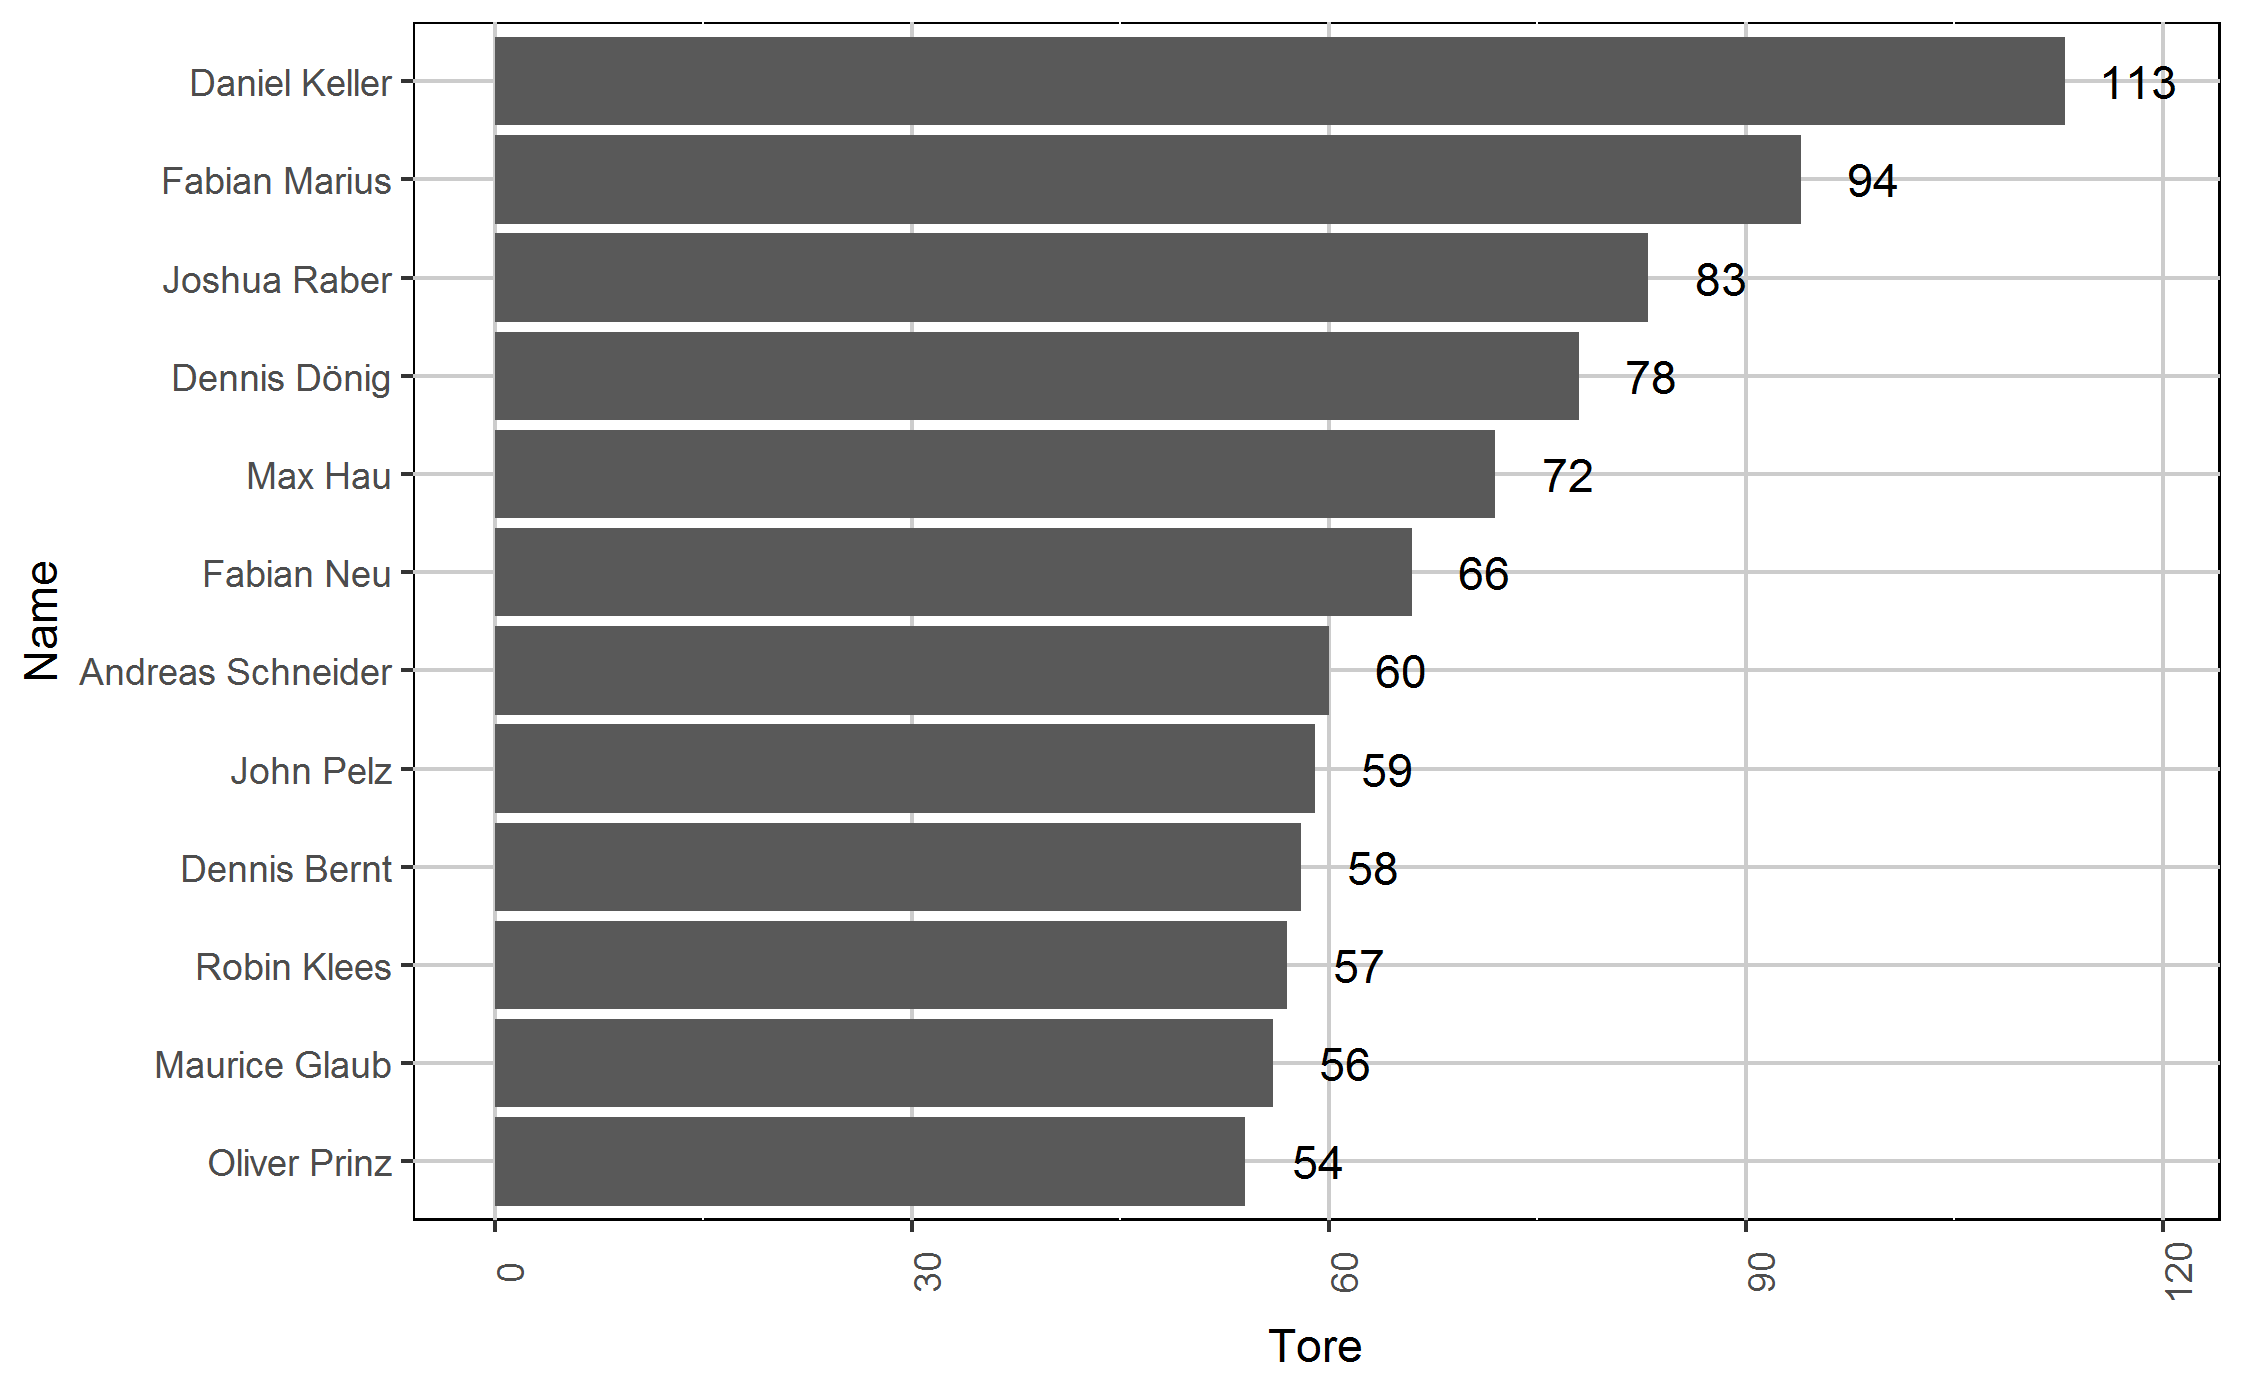 Daniel Keller 113
Fabian Marius 94
Joshua Raber 83
Dennis Dönig 78
Max Hau 72
Fabian Neu 66
Andreas Schneider 60
John Pelz 59
Dennis Bernt 58
Robin Klees 57
Maurice Glaub 56
Oliver Prinz 54
Name
0 30 60 90 120
Tore